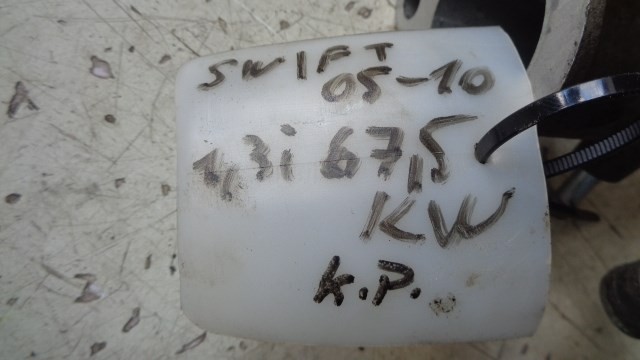 SWIFT
05-10
1,3i 67,5
KW
K.P.